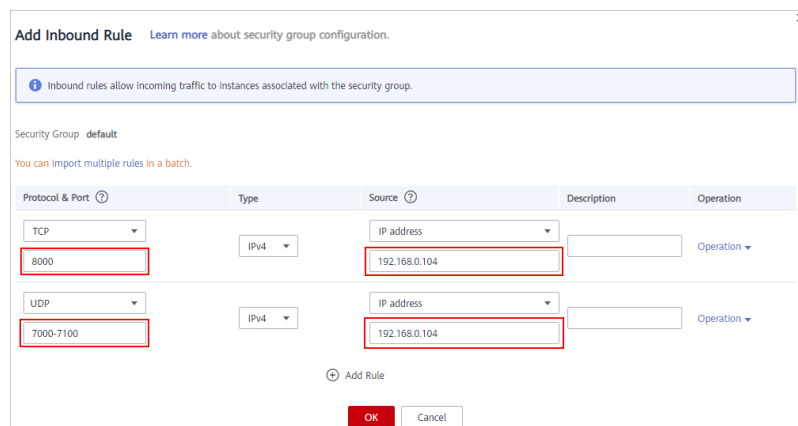 Add Inbound Rule Learn more about security group configuration.
Inbound rules allow incoming traffic to instances associated with the security group.
Security Group default
You can import multiple rules in a batch.
Protocol & Port Type Source Description Operation
TCP IP address
IPv4 Operation
8000 192.168.0.104
UDP IP address
IPv4 Operation
7000-7100 192.168.0.104
Add Rule
OK Cancel